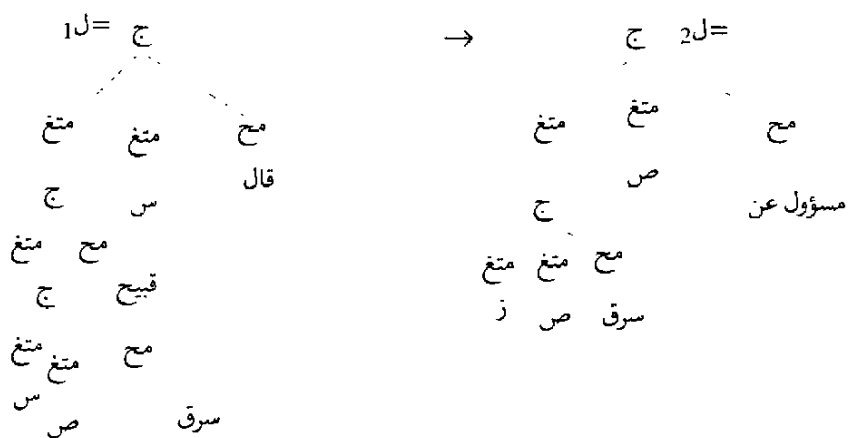 ل1= ج → ج ل2=
مح متغ متغ مح متغ متغ
قال س ج ص مسؤول عن
مح متغ ج
قبيح ج مح متغ متغ
مح متغ متغ سرق ص ز
سرق ص س